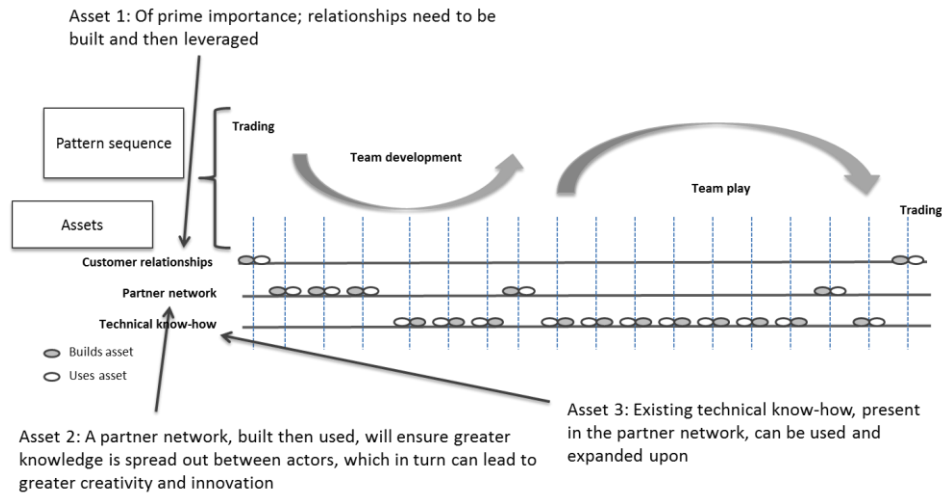 Asset 1: Of prime importance; relationships need to be
built and then leveraged
Pattern sequence
Trading
Team development
Team play
Assets
Trading
Customer relationships
Partner network
Technical know-how
Builds asset
Uses asset
Asset 2: A partner network, built then used, will ensure greater
knowledge is spread out between actors, which in turn can lead to
greater creativity and innovation
Asset 3: Existing technical know-how, present
in the partner network, can be used and
expanded upon